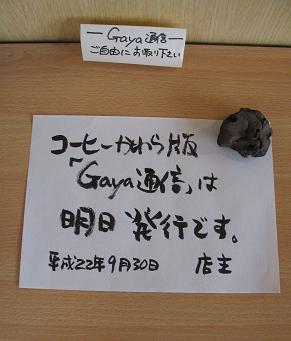 — Gaya通信 —
ご自由にお取り下さい
コーヒーかわら版
「Gaya通信」は
明日発行です。
平成22年9月30日 店主